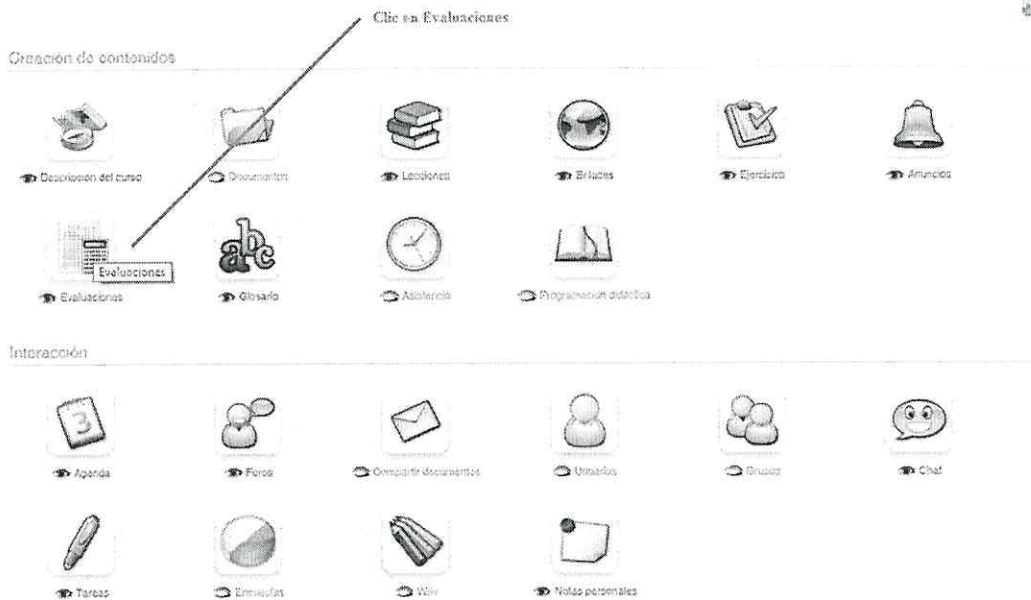 Clic en Evaluaciones
Creación de contenidos
Descripción del curso
Documentos
Lecciones
Enlaces
Ejercicios
Anuncios
Evaluaciones
Evaluaciones
Glosario
Asistencia
Programación didáctica
Interacción
Agenda
Foros
Compartir documentos
Usuarios
Grupos
Chat
Tareas
Encuestas
Wiki
Notas personales